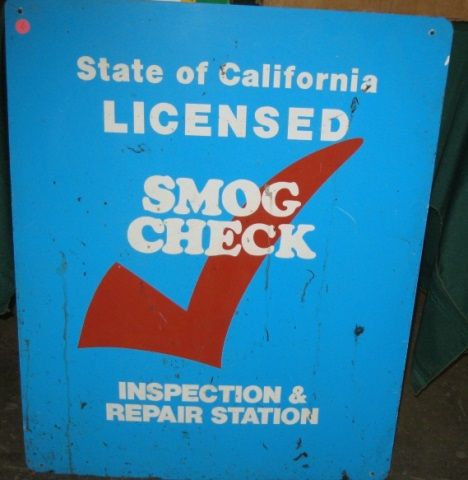 State of California
LICENSED
SMOG
CHECK
INSPECTION &
REPAIR STATION